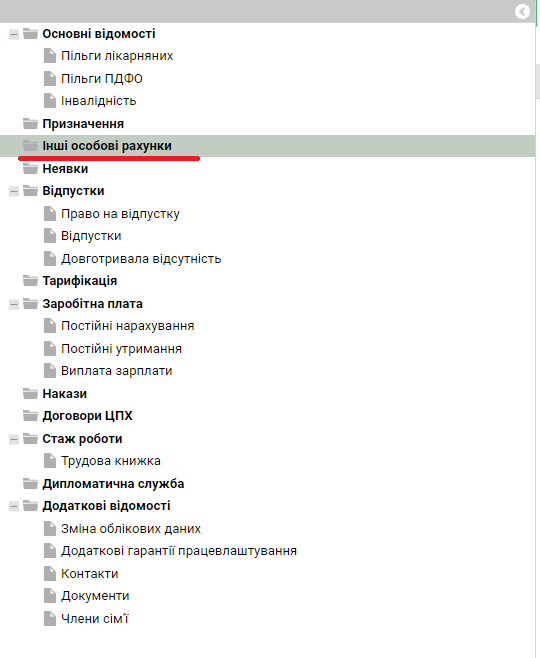 Основні відомості
Пільги лікарняних
Пільги ПДФО
Інвалідність
Призначення
Інші особові рахунки
Неявки
Відпустки
Право на відпустку
Відпустки
Довготривала відсутність
Тарифікація
Заробітна плата
Постійні нарахування
Постійні утримання
Виплата зарплати
Накази
Договори ЦПХ
Стаж роботи
Трудова книжка
Дипломатична служба
Додаткові відомості
Зміна облікових даних
Додаткові гарантії працевлаштування
Контакти
Документи
Члени сім'ї